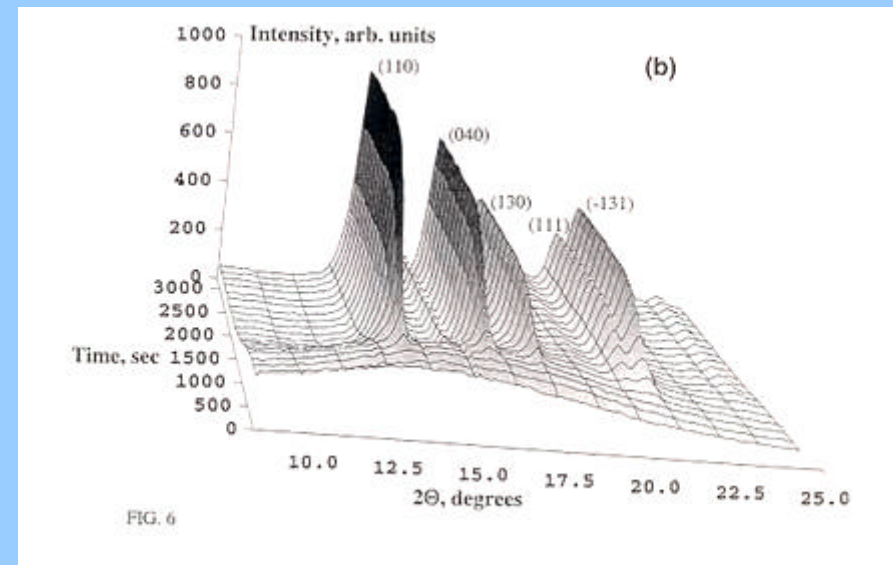 1000 Intensity, arb. units
(110)
(b)
800
600
(040)
400
(130)
(-131)
(111)
200
0
3000
2500
2000
Time, sec 1500
1000
500
0
10.0 12.5 15.0 17.5 20.0 22.5 25.0
2Θ, degrees
FIG. 6